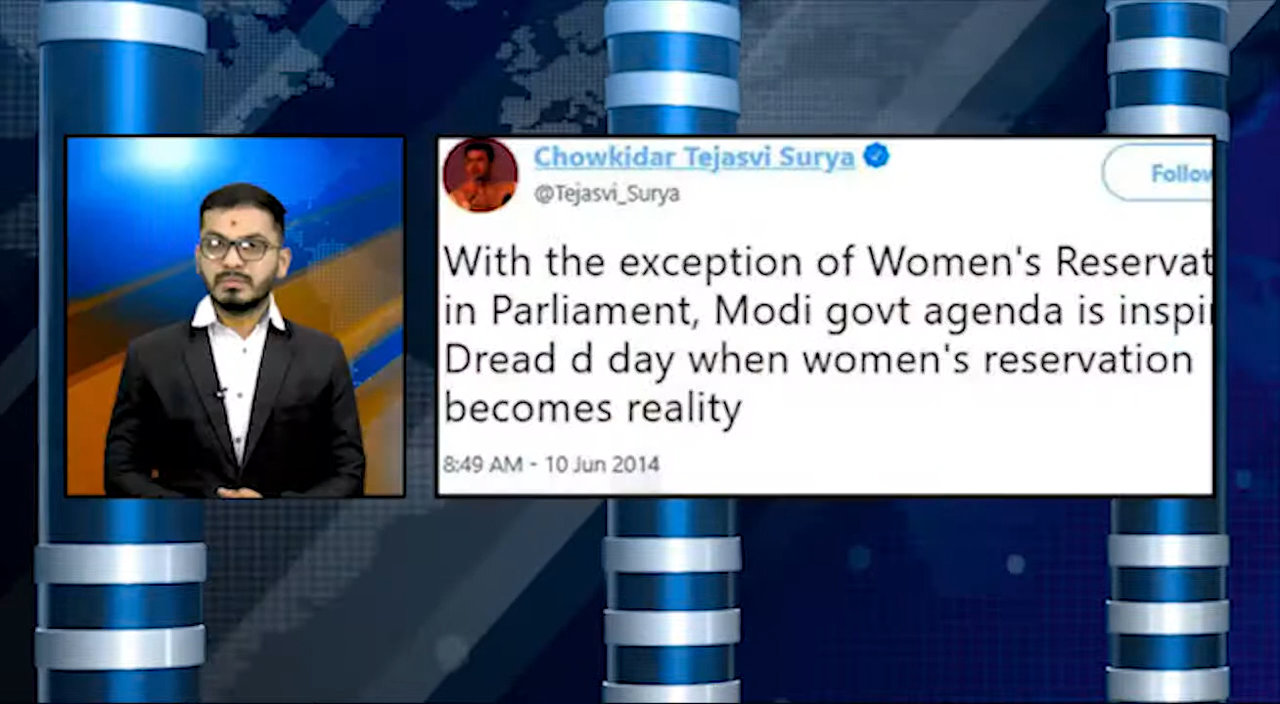 Chowkidar Tejasvi Surya
@Tejasvi_Surya
Follow
With the exception of Women's Reservat
in Parliament, Modi govt agenda is inspi
Dread d day when women's reservation
becomes reality
8:49 AM - 10 Jun 2014